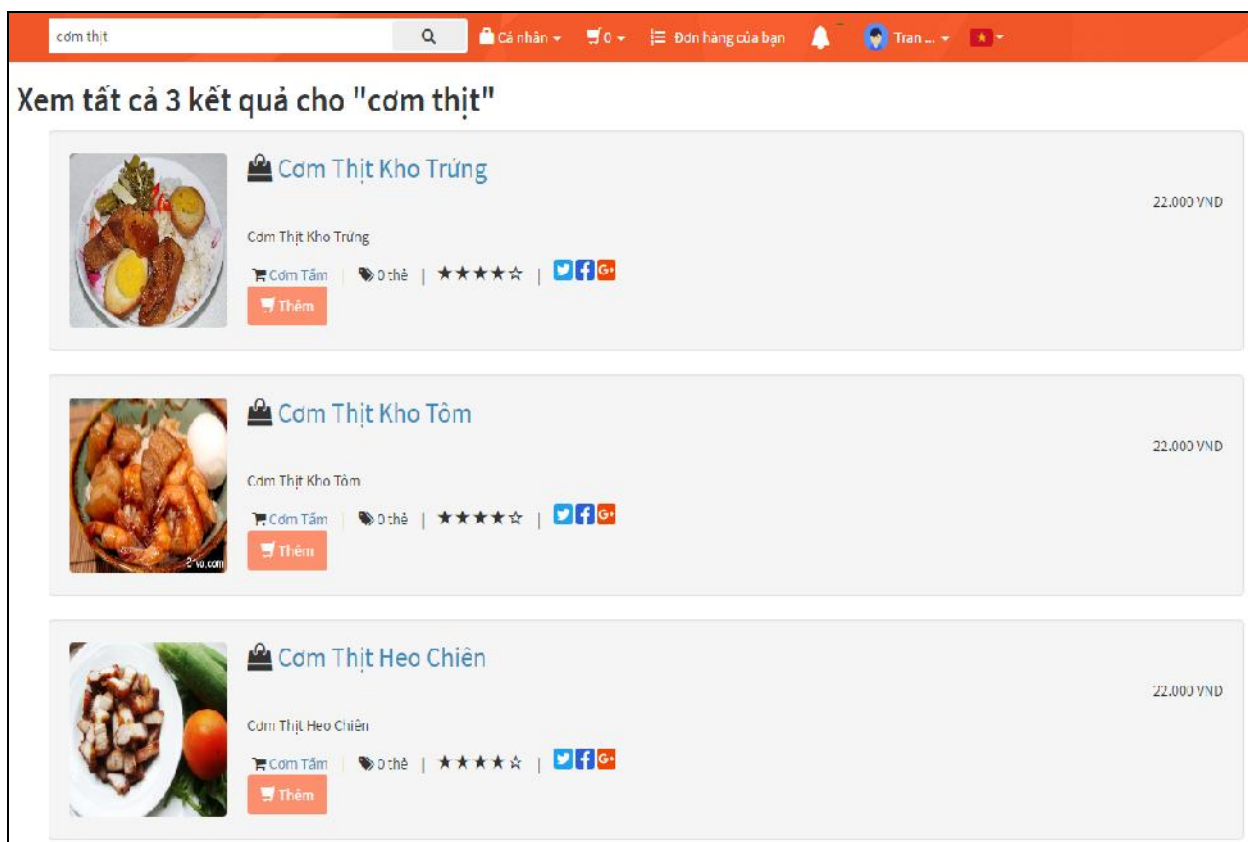 cơm thịt Cá nhân 0 Đơn hàng của bạn Tran ...
Xem tất cả 3 kết quả cho "cơm thịt"
Cơm Thịt Kho Trứng
22.000 VND
Cơm Thịt Kho Trứng
Cơm Tấm | 0 thẻ | ★★★★☆ |
Thêm
Cơm Thịt Kho Tôm
22.000 VND
Cơm Thịt Kho Tôm
Cơm Tấm | 0 thẻ | ★★★★☆ |
Thêm
Cơm Thịt Heo Chiên
22.000 VND
Cơm Thịt Heo Chiên
Cơm Tấm | 0 thẻ | ★★★★☆ |
Thêm